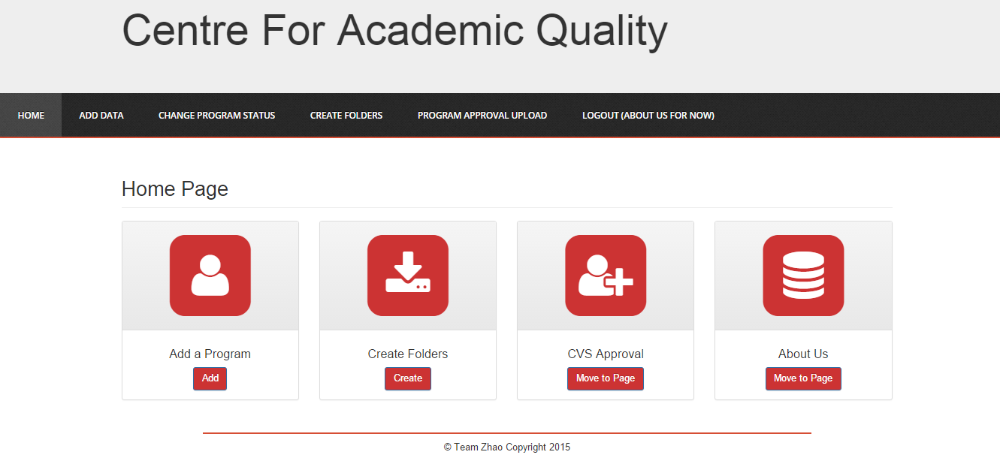 Centre For Academic Quality
HOME ADD DATA CHANGE PROGRAM STATUS CREATE FOLDERS PROGRAM APPROVAL UPLOAD LOGOUT (ABOUT US FOR NOW)
Home Page
Add a Program Create Folders CVS Approval About Us
Add Create Move to Page Move to Page
© Team Zhao Copyright 2015